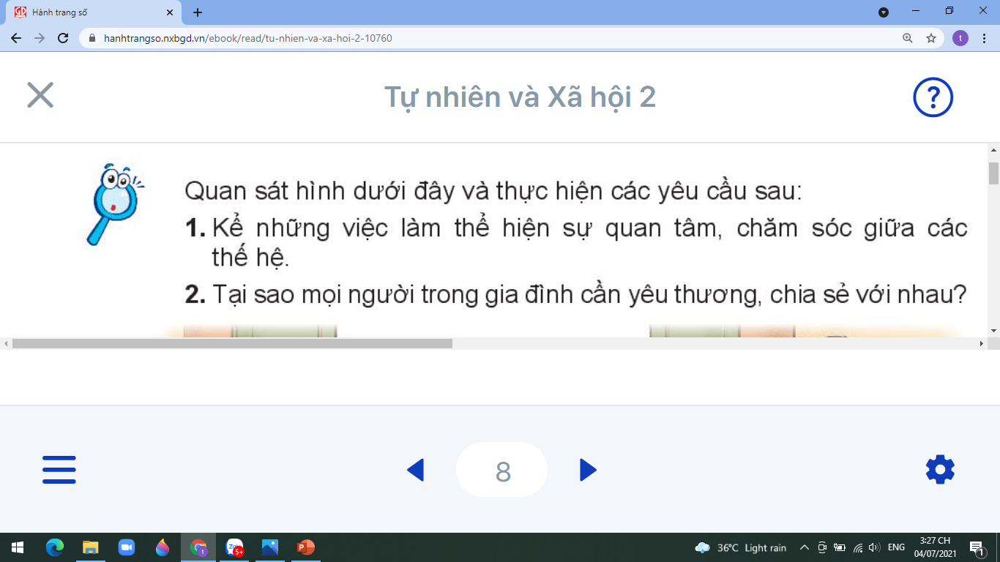 Hành trang số
hanhtrangso.nxbgd.vn/ebook/read/tu-nhien-va-xa-hoi-2-10760
t
Tự nhiên và Xã hội 2
?
Quan sát hình dưới đây và thực hiện các yêu cầu sau:
1. Kể những việc làm thể hiện sự quan tâm, chăm sóc giữa các
thế hệ.
2. Tại sao mọi người trong gia đình cần yêu thương, chia sẻ với nhau?
8
36°C Light rain
ENG
3:27 CH
04/07/2021
5+
1